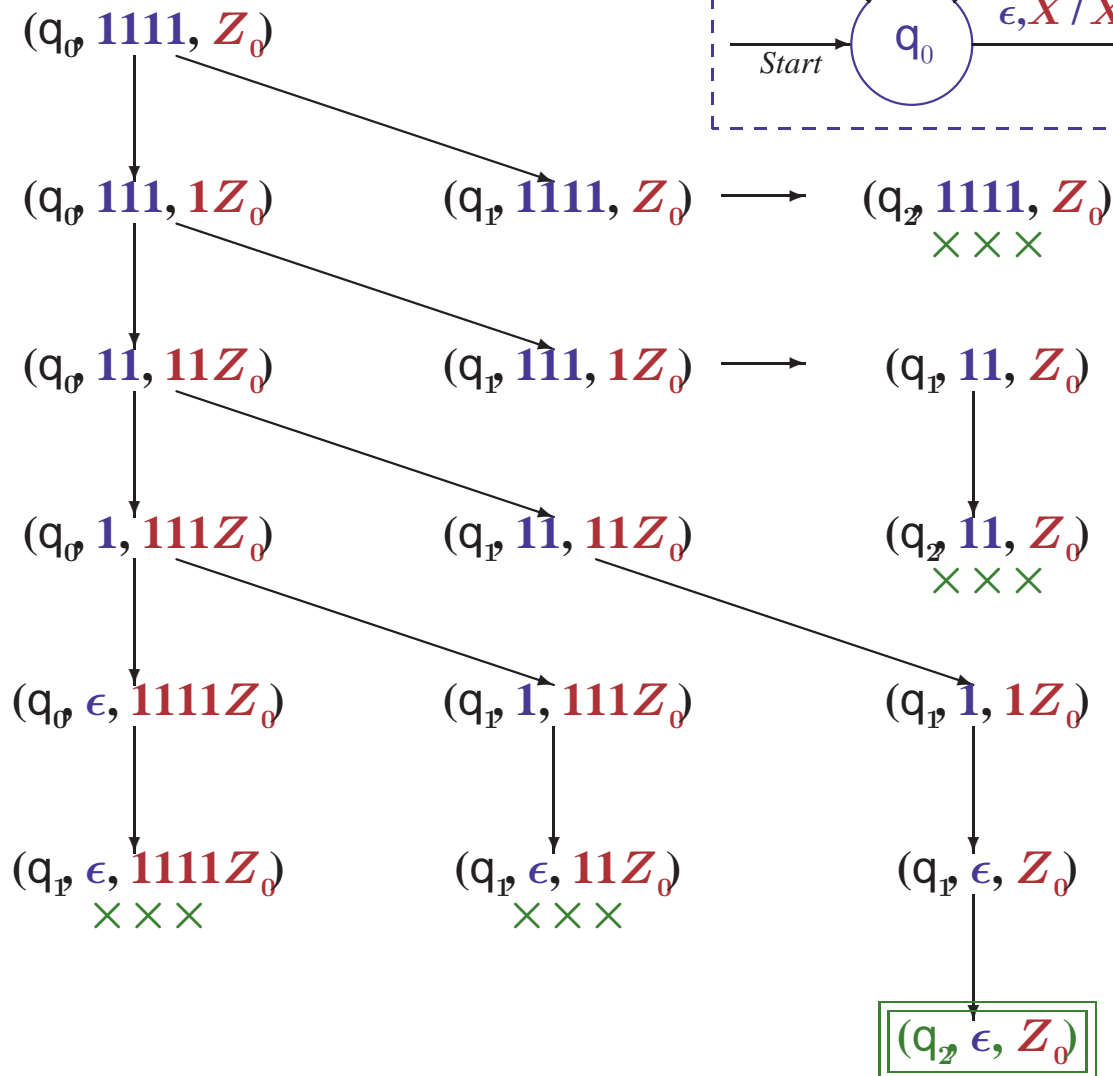 (q₀, 1111, Z₀)
ϵ, X / X
q₀
Start
(q₀, 111, 1Z₀) (q₁, 1111, Z₀) (q₂, 1111, Z₀)
× × ×
(q₀, 11, 11Z₀) (q₁, 111, 1Z₀) (q₁, 11, Z₀)
(q₀, 1, 111Z₀) (q₁, 11, 11Z₀) (q₂, 11, Z₀)
× × ×
(q₀, ϵ, 1111Z₀) (q₁, 1, 111Z₀) (q₁, 1, 1Z₀)
(q₁, ϵ, 1111Z₀) (q₁, ϵ, 11Z₀) (q₁, ϵ, Z₀)
× × × × × ×
(q₂, ϵ, Z₀)